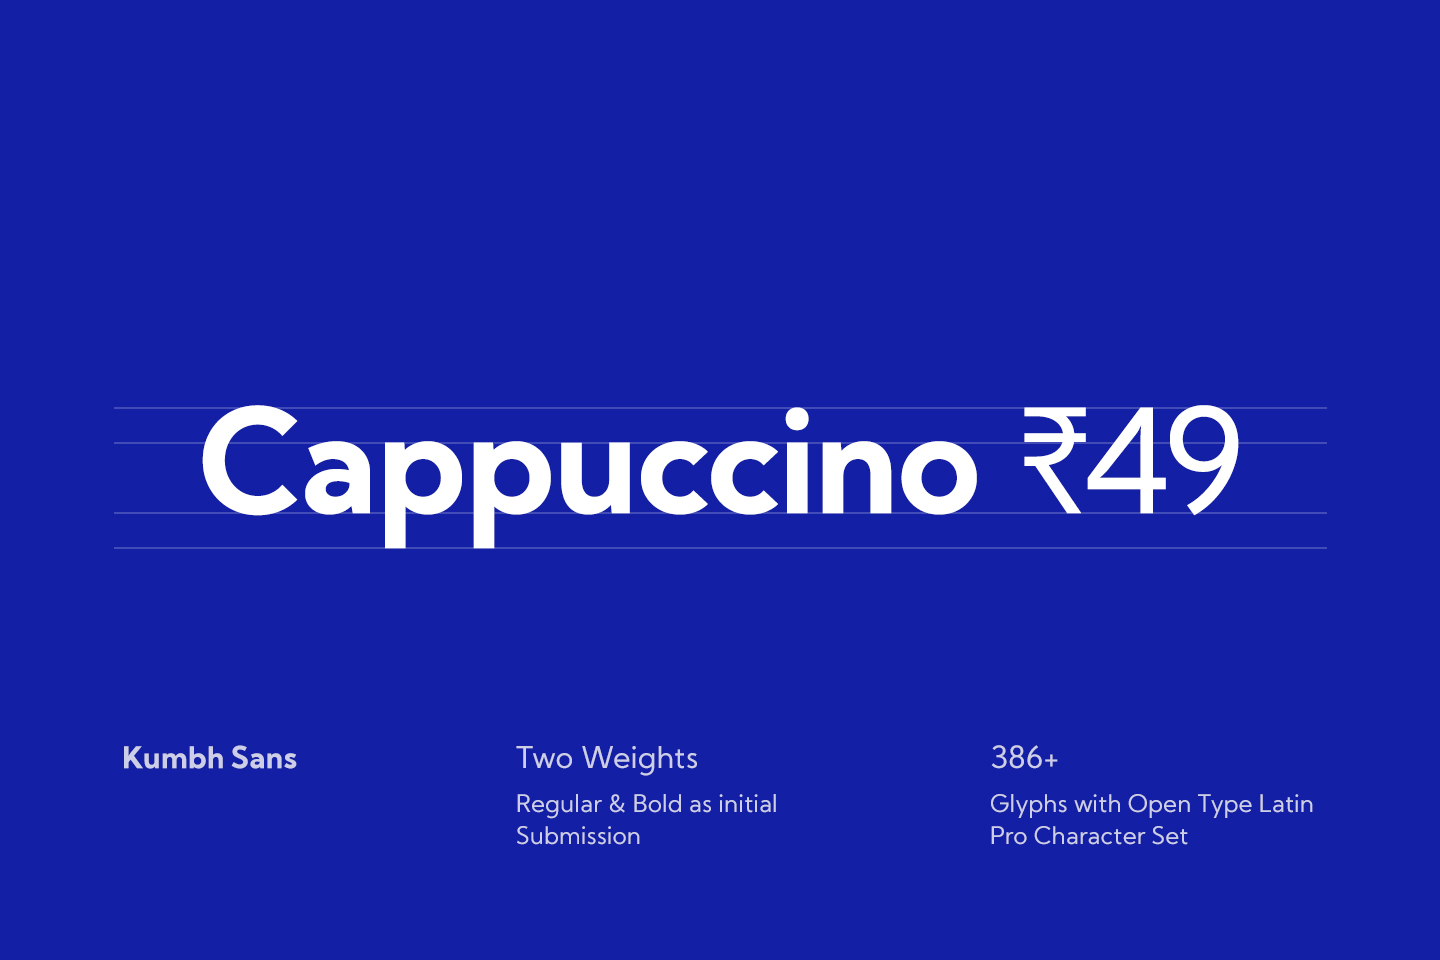 Cappuccino ₹49
Kumbh Sans
Two Weights
Regular & Bold as initial
Submission
386+
Glyphs with Open Type Latin
Pro Character Set